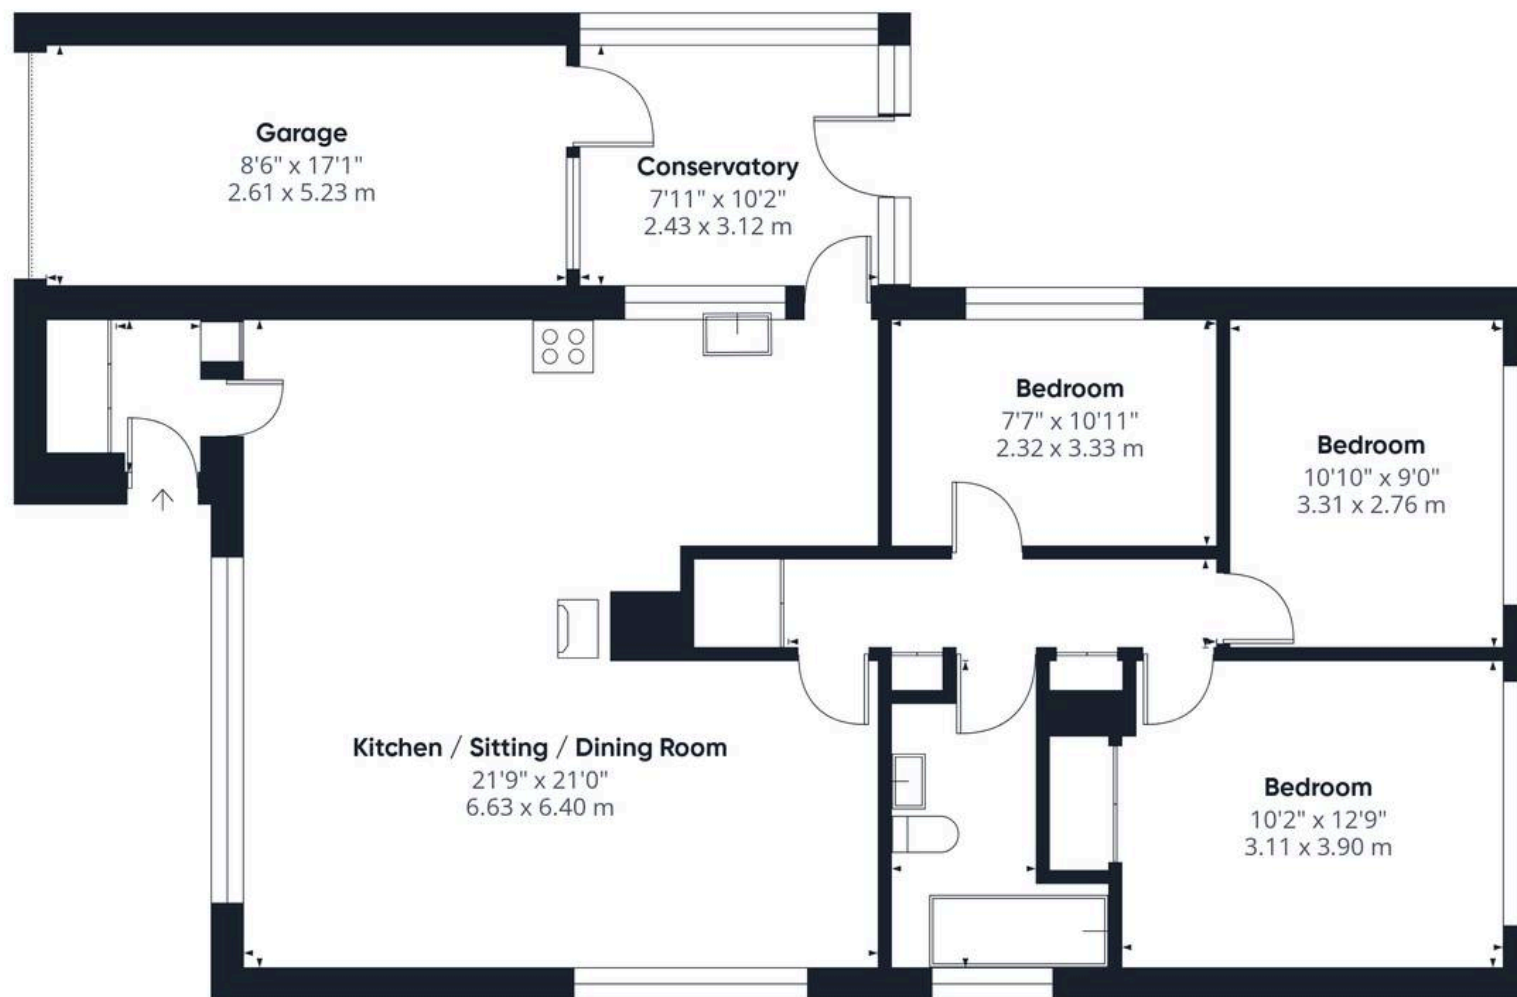 Garage
8'6" x 17'1"
2.61 x 5.23 m
Conservatory
7'11" x 10'2"
2.43 x 3.12 m
Bedroom
7'7" x 10'11"
2.32 x 3.33 m
Bedroom
10'10" x 9'0"
3.31 x 2.76 m
Kitchen / Sitting / Dining Room
21'9" x 21'0"
6.63 x 6.40 m
Bedroom
10'2" x 12'9"
3.11 x 3.90 m